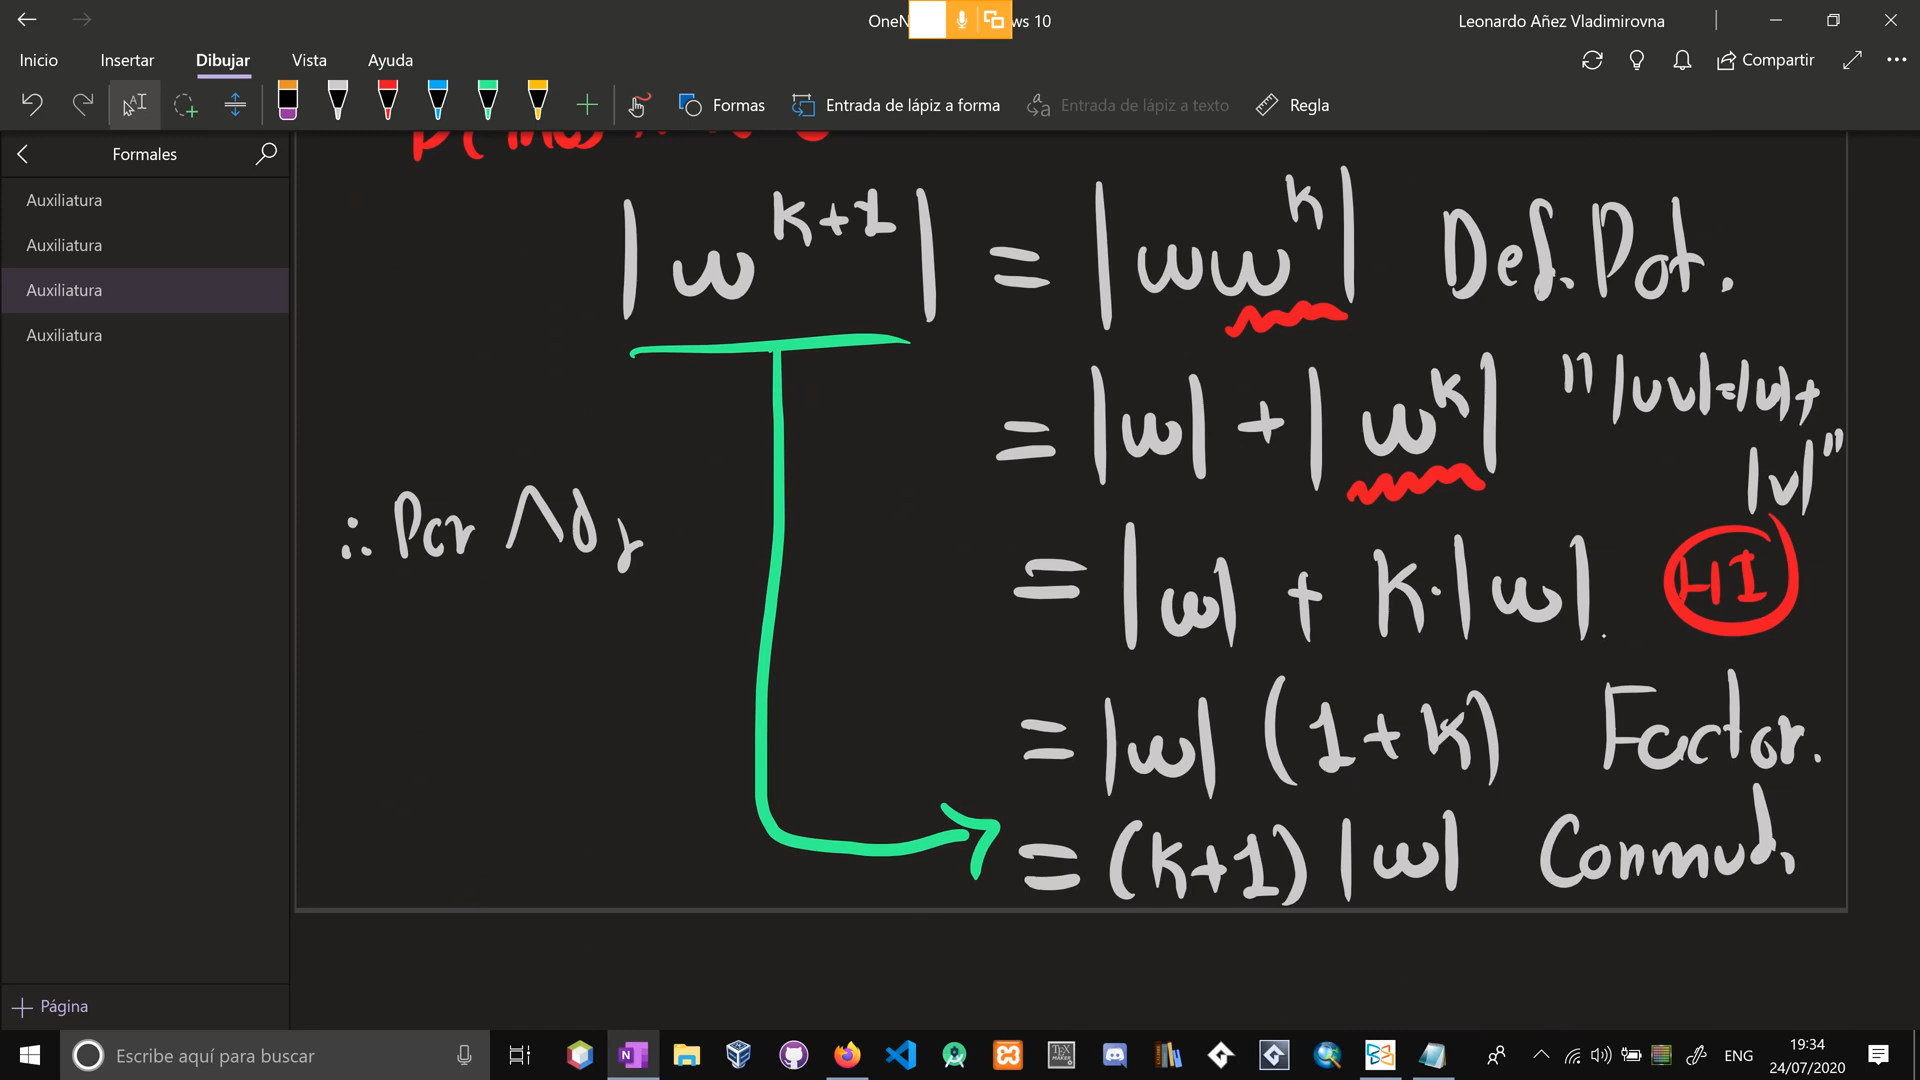 OneN ws 10
Leonardo Añez Vladimirovna
Inicio Insertar Dibujar Vista Ayuda
Compartir
Formas Entrada de lápiz a forma Entrada de lápiz a texto Regla
Formales
Auxiliatura
Auxiliatura
Auxiliatura
Auxiliatura
|w^{k+1}| = |ww^k| Def. Pot.
= |w| + |w^k| "|uv|=|u|+
|v|"
∴ Por
= |w| + k·|w|. HI
= |w| (1+k) Factor.
= (k+1) |w| Conmud.
Página
Escribe aquí para buscar
ENG
19:34
24/07/2020